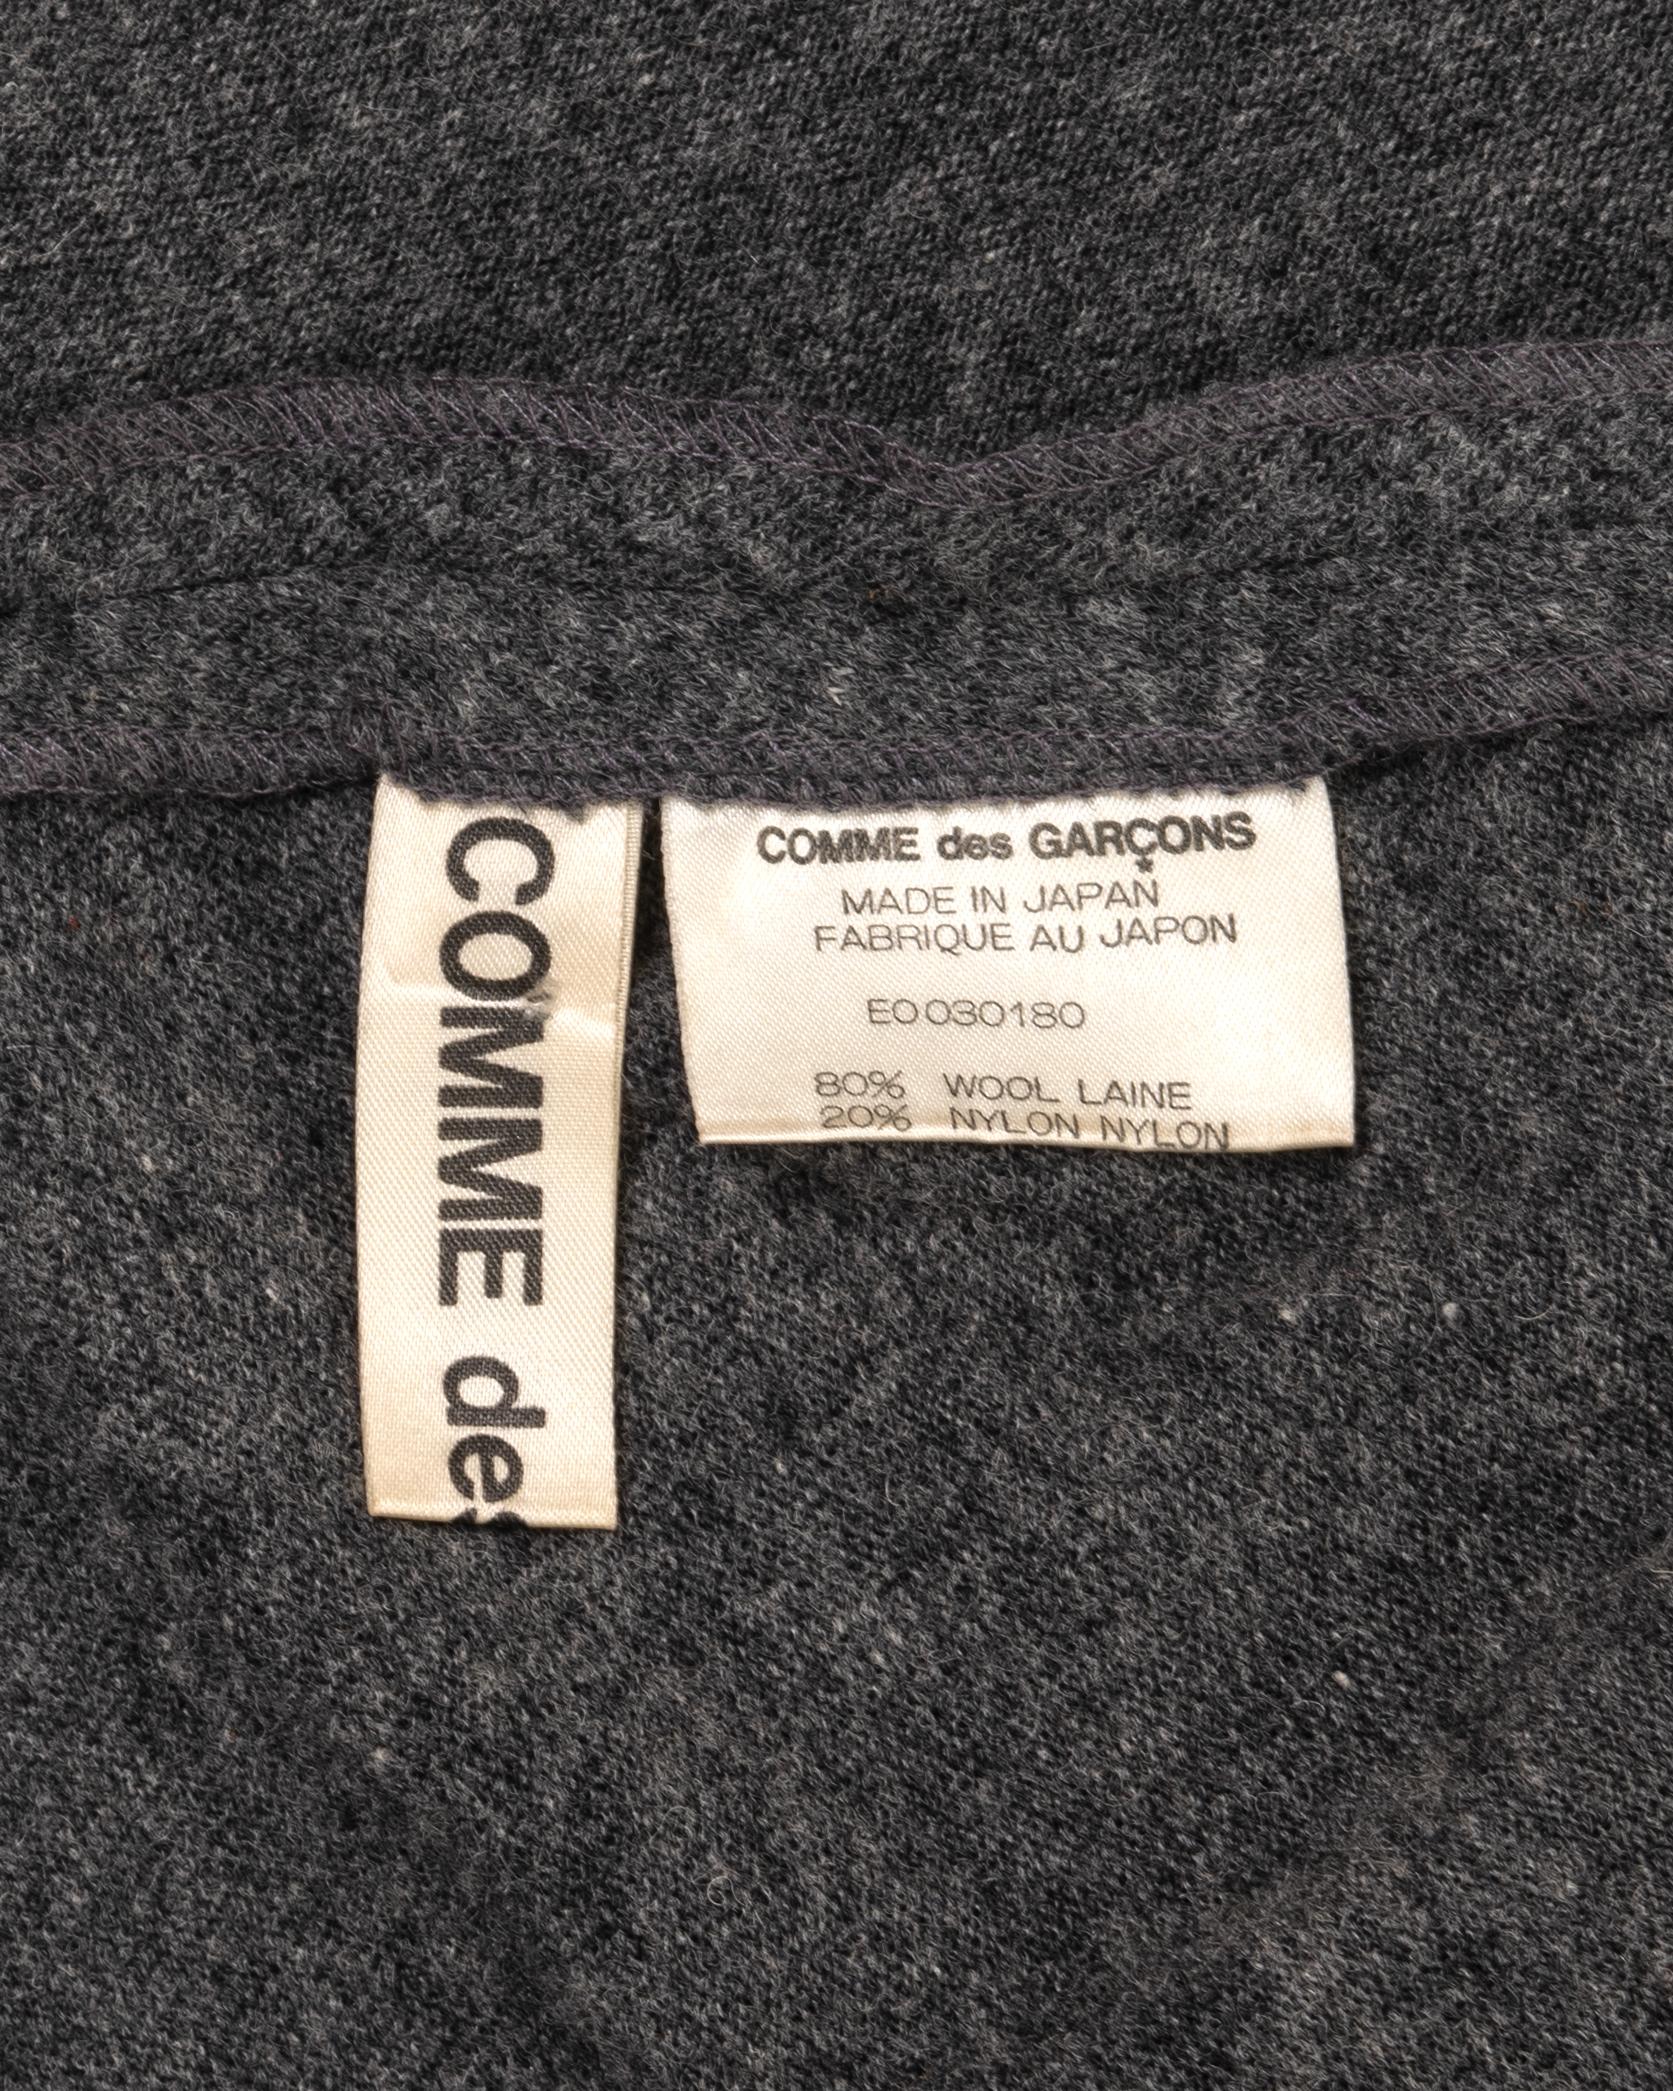 COMME des
COMME des GARÇONS
MADE IN JAPAN
FABRIQUE AU JAPON
E0030180
80% WOOL LAINE
20% NYLON NYLON